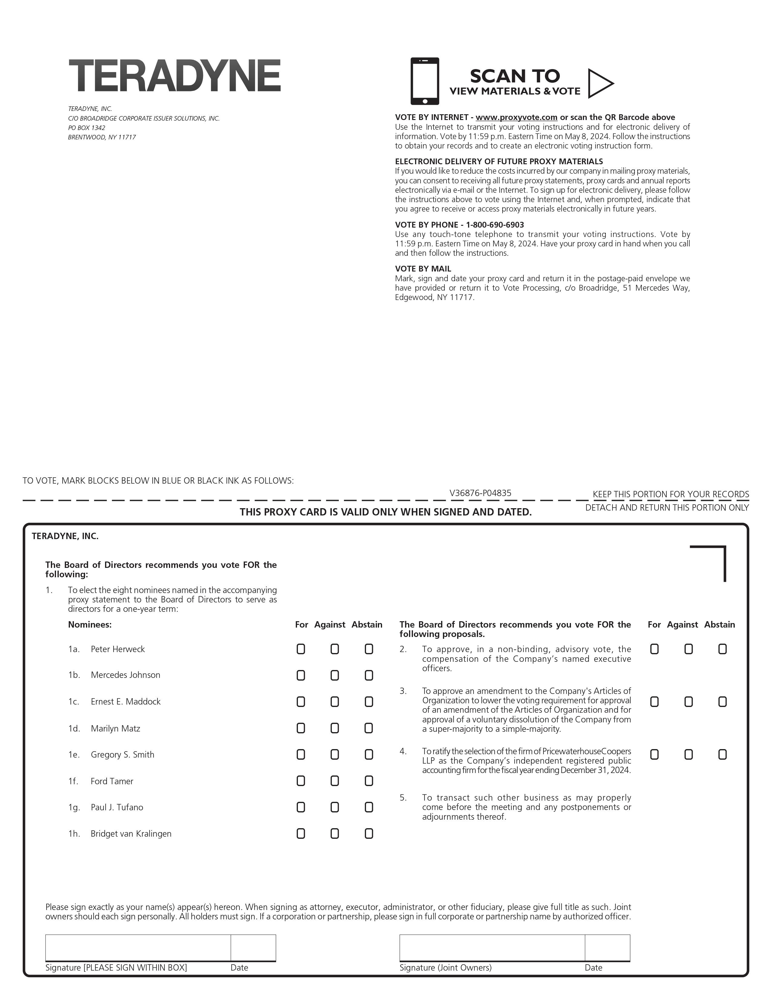 TERADYNE
TERADYNE, INC.
C/O BROADRIDGE CORPORATE ISSUER SOLUTIONS, INC.
PO BOX 1342
BRENTWOOD, NY 11717
SCAN TO
VIEW MATERIALS & VOTE
VOTE BY INTERNET - www.proxyvote.com or scan the QR Barcode above
Use the Internet to transmit your voting instructions and for electronic delivery of
information. Vote by 11:59 p.m. Eastern Time on May 8, 2024. Follow the instructions
to obtain your records and to create an electronic voting instruction form.
ELECTRONIC DELIVERY OF FUTURE PROXY MATERIALS
If you would like to reduce the costs incurred by our company in mailing proxy materials,
you can consent to receiving all future proxy statements, proxy cards and annual reports
electronically via e-mail or the Internet. To sign up for electronic delivery, please follow
the instructions above to vote using the Internet and, when prompted, indicate that
you agree to receive or access proxy materials electronically in future years.
VOTE BY PHONE - 1-800-690-6903
Use any touch-tone telephone to transmit your voting instructions. Vote by
11:59 p.m. Eastern Time on May 8, 2024. Have your proxy card in hand when you call
and then follow the instructions.
VOTE BY MAIL
Mark, sign and date your proxy card and return it in the postage-paid envelope we
have provided or return it to Vote Processing, c/o Broadridge, 51 Mercedes Way,
Edgewood, NY 11717.
TO VOTE, MARK BLOCKS BELOW IN BLUE OR BLACK INK AS FOLLOWS:
V36876-P04835
KEEP THIS PORTION FOR YOUR RECORDS
DETACH AND RETURN THIS PORTION ONLY
THIS PROXY CARD IS VALID ONLY WHEN SIGNED AND DATED.
TERADYNE, INC.
The Board of Directors recommends you vote FOR the
following:
1. To elect the eight nominees named in the accompanying
proxy statement to the Board of Directors to serve as
directors for a one-year term:
Nominees: For Against Abstain
1a. Peter Herweck
1b. Mercedes Johnson
1c. Ernest E. Maddock
1d. Marilyn Matz
1e. Gregory S. Smith
1f. Ford Tamer
1g. Paul J. Tufano
1h. Bridget van Kralingen
The Board of Directors recommends you vote FOR the For Against Abstain
following proposals.
2. To approve, in a non-binding, advisory vote, the
compensation of the Company's named executive
officers.
3. To approve an amendment to the Company's Articles of
Organization to lower the voting requirement for approval
of an amendment of the Articles of Organization and for
approval of a voluntary dissolution of the Company from
a super-majority to a simple-majority.
4. To ratify the selection of the firm of PricewaterhouseCoopers
LLP as the Company's independent registered public
accounting firm for the fiscal year ending December 31, 2024.
5. To transact such other business as may properly
come before the meeting and any postponements or
adjournments thereof.
Please sign exactly as your name(s) appear(s) hereon. When signing as attorney, executor, administrator, or other fiduciary, please give full title as such. Joint
owners should each sign personally. All holders must sign. If a corporation or partnership, please sign in full corporate or partnership name by authorized officer.
Signature [PLEASE SIGN WITHIN BOX] Date
Signature (Joint Owners) Date